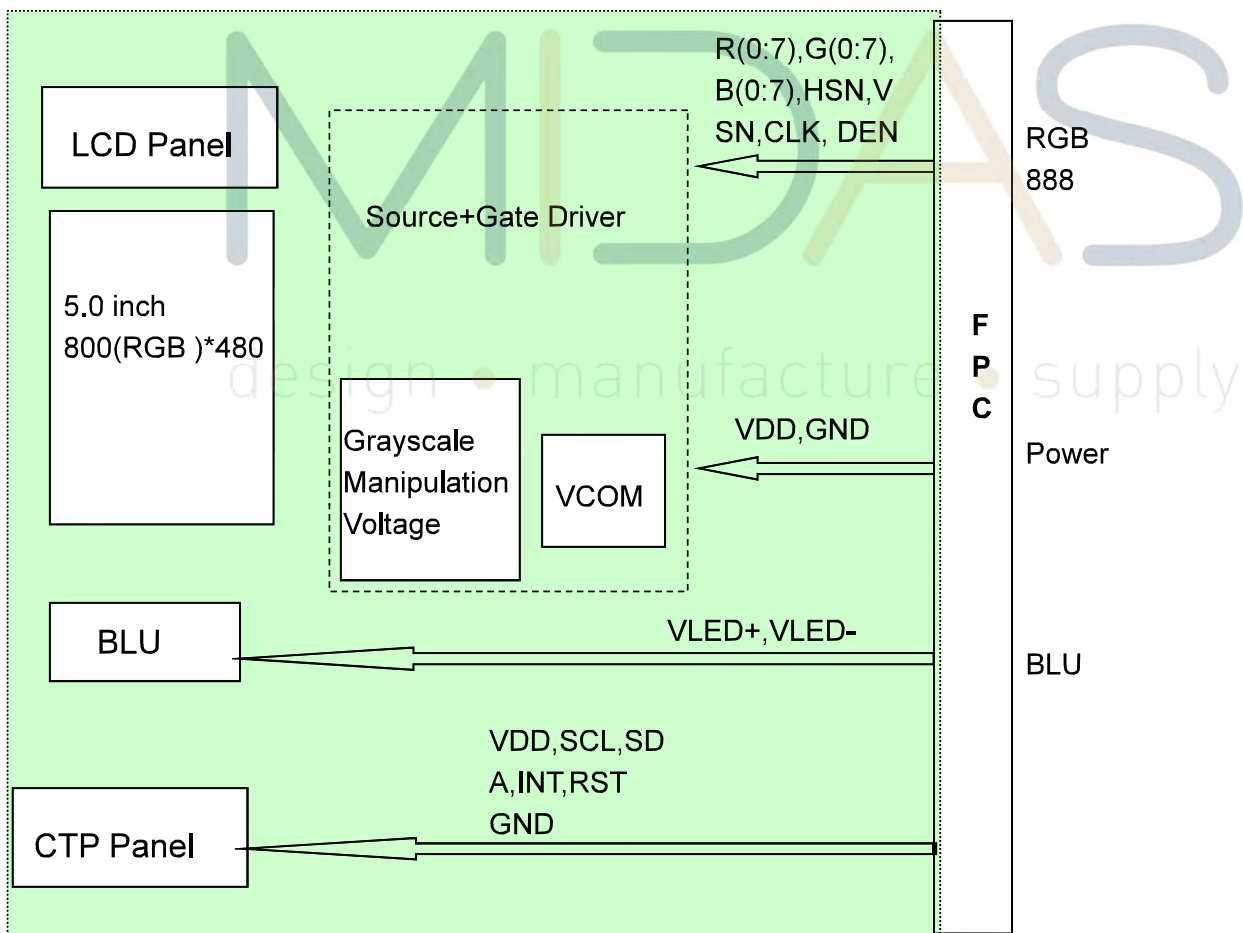 MIDAS
design • manufacture • supply
R(0:7),G(0:7),
B(0:7),HSN,V
SN,CLK, DEN
LCD Panel
RGB
888
Source+Gate Driver
5.0 inch
800(RGB )*480
F
P
C
Grayscale
Manipulation
Voltage
VCOM
VDD,GND
Power
BLU
VLED+,VLED-
BLU
VDD,SCL,SD
A,INT,RST
GND
CTP Panel